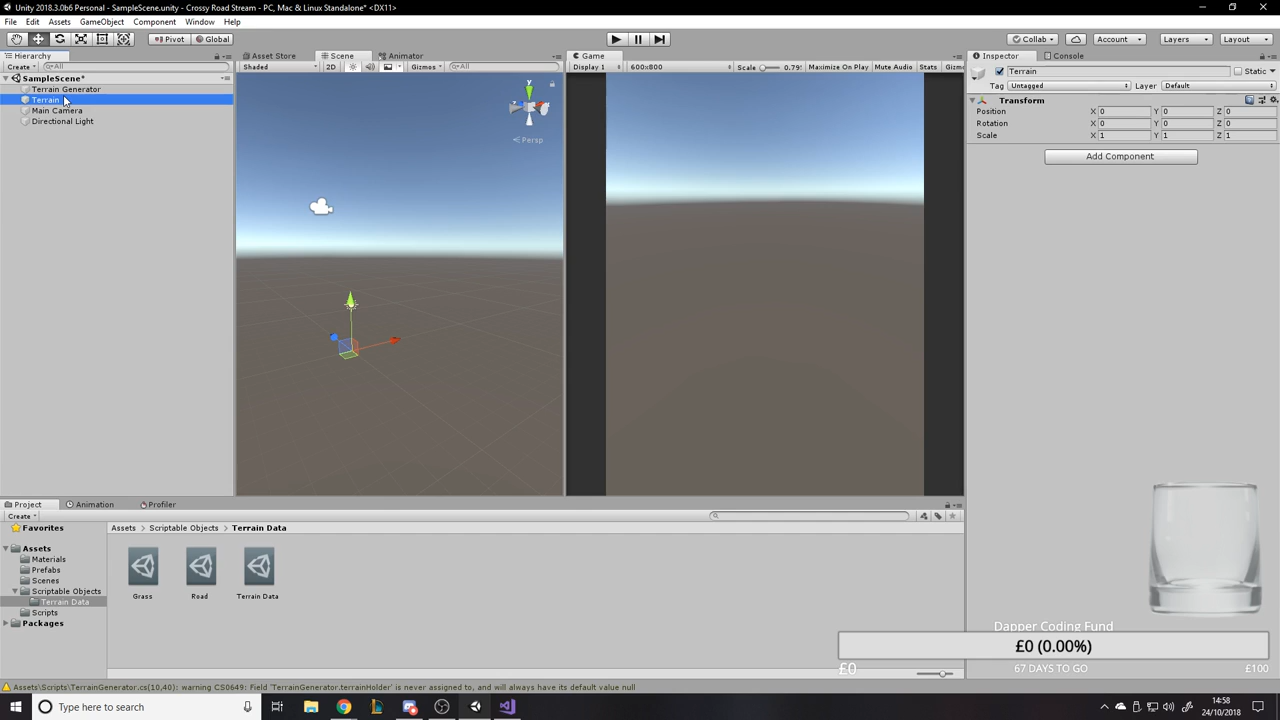 Unity 2018.3.0b6 Personal - SampleScene.unity - Crossy Road Stream - PC, Mac & Linux Standalone* <DX11>
File Edit Assets GameObject Component Window Help
Pivot Global Collab Account Layers Layout
Hierarchy Asset Store Scene Animator Game Inspector Console
Create All Shaded 2D Gizmos All Display 1 600x800 Scale 0.79 Maximize On Play Mute Audio Stats Gizm
Terrain Static
SampleScene*
Tag Untagged Layer Default
Terrain Generator
Terrain
Main Camera
Directional Light
Transform
Position X 0 Y 0 Z 0
Rotation X 0 Y 0 Z 0
Scale X 1 Y 1 Z 1
Add Component
y
Persp
Project Animation Profiler
Create
Favorites
Assets
Materials
Prefabs
Scenes
Scriptable Objects
Terrain Data
Scripts
Packages
Assets Scriptable Objects Terrain Data
Grass Road Terrain Data
Dapper Coding Fund
£0 (0.00%)
£0 67 DAYS TO GO £100
Assets\Scripts\TerrainGenerator.cs(10,40): warning CS0649: Field 'TerrainGenerator.terrainHolder' is never assigned to, and will always have its default value null
Type here to search
14:58
24/10/2018